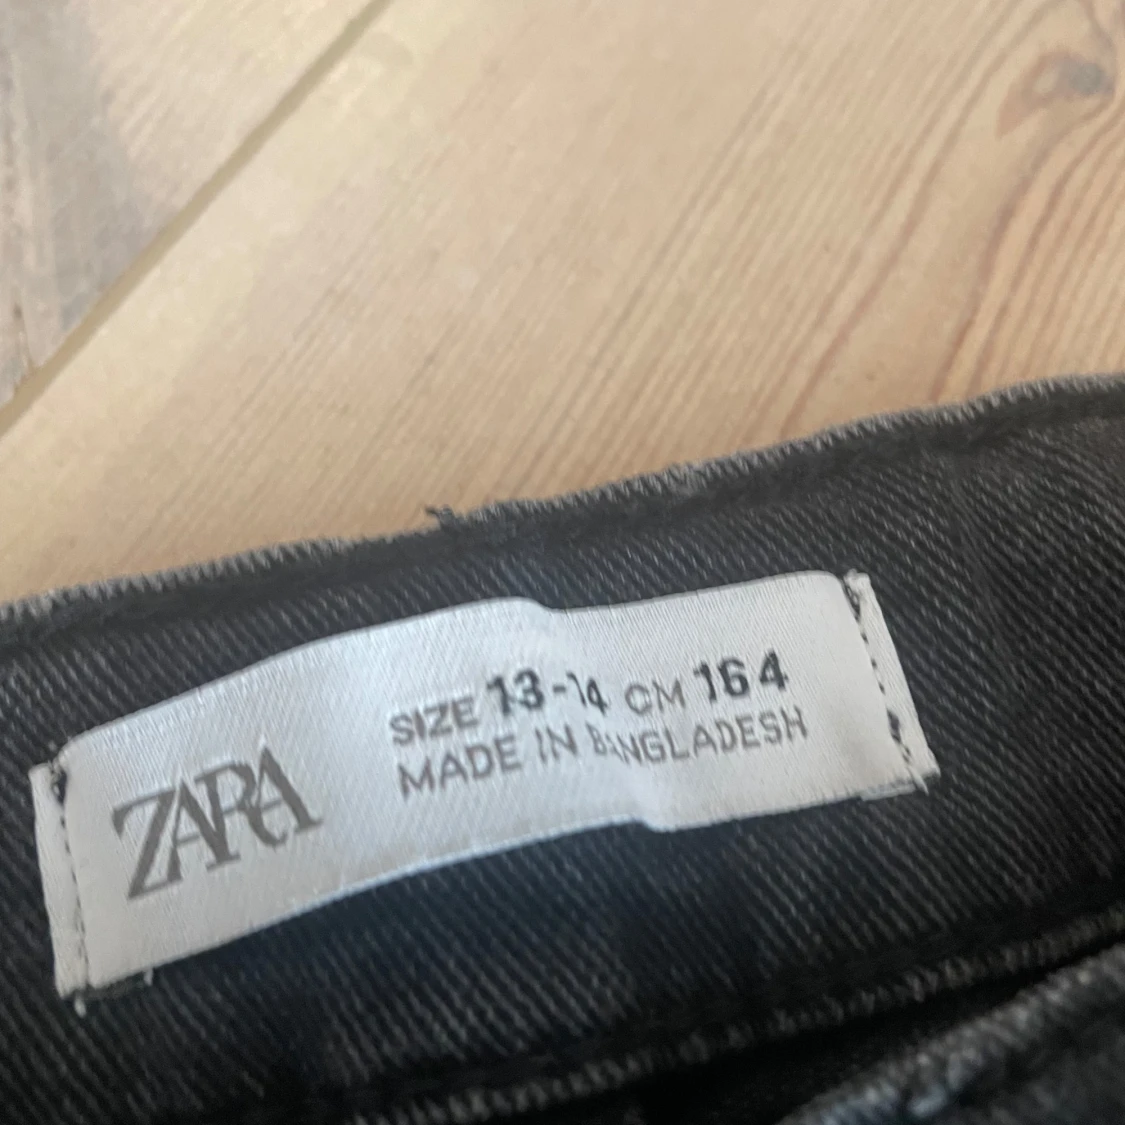 ZARA
SIZE 13-14 CM 164
MADE IN BANGLADESH